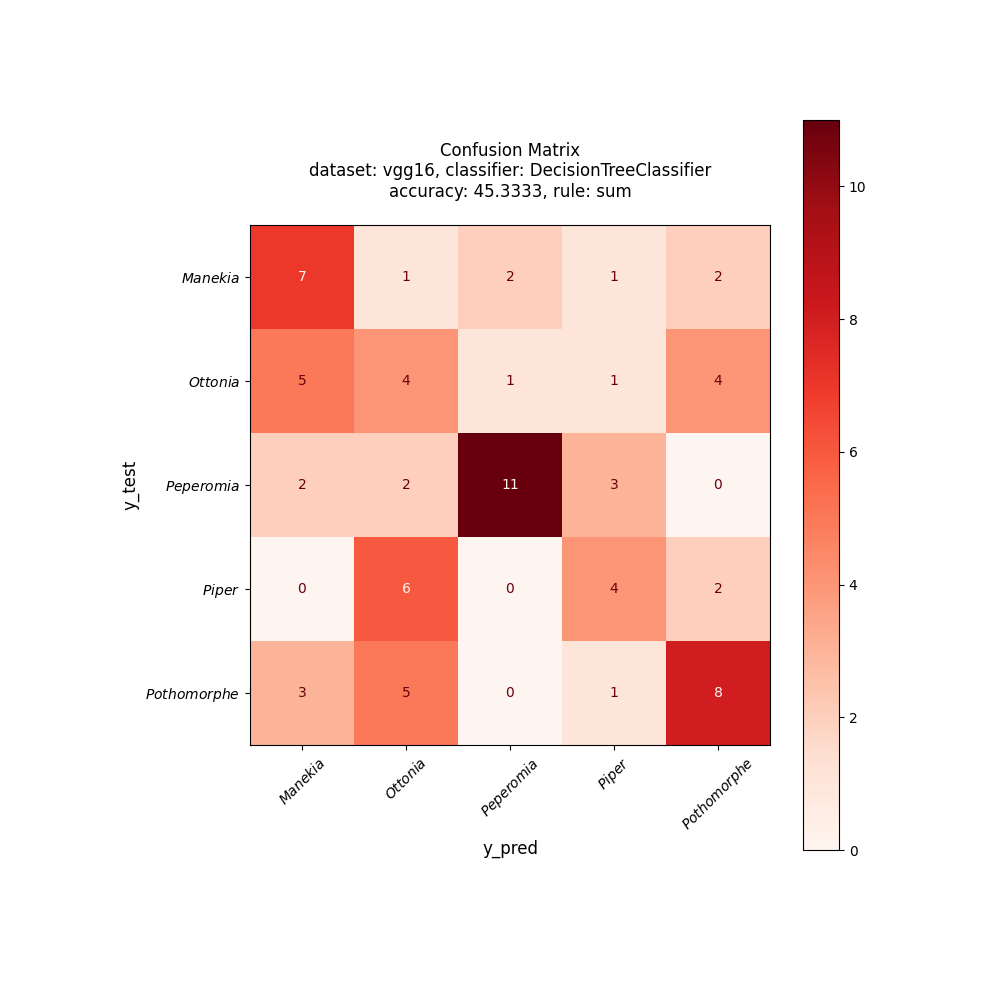 Confusion Matrix
dataset: vgg16, classifier: DecisionTreeClassifier
accuracy: 45.3333, rule: sum
Manekia 7 1 2 1 2
Ottonia 5 4 1 1 4
Peperomia 2 2 11 3 0
Piper 0 6 0 4 2
Pothomorphe 3 5 0 1 8
Manekia Ottonia Peperomia Piper Pothomorphe
y_pred
y_test
10
8
6
4
2
0